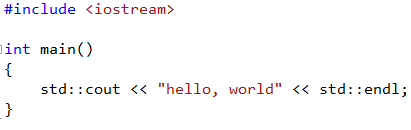 #include <iostream>

int main()
{
    std::cout << "hello, world" << std::endl;
}